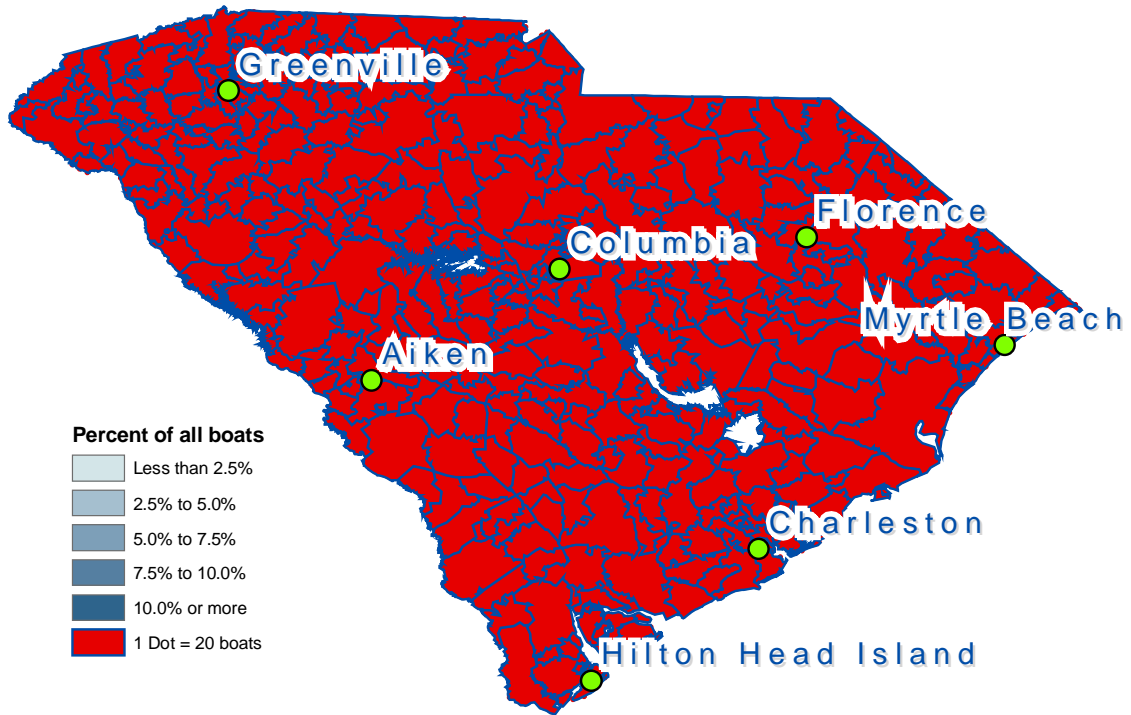 Greenville
Florence
Columbia
Myrtle Beach
Aiken
Percent of all boats
Less than 2.5%
2.5% to 5.0%
5.0% to 7.5%
7.5% to 10.0%
10.0% or more
1 Dot = 20 boats
Charleston
Hilton Head Island